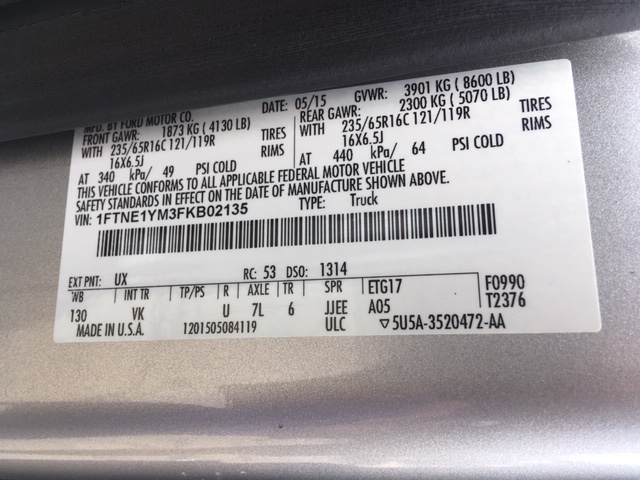 MFD. BY FORD MOTOR CO. DATE: 05/15 GVWR: 3901 KG ( 8600 LB)
FRONT GAWR: 1873 KG ( 4130 LB) REAR GAWR: 2300 KG ( 5070 LB)
WITH 235/65R16C 121/119R TIRES WITH 235/65R16C 121/119R TIRES
16X6.5J RIMS 16X6.5J RIMS
AT 340 kPa/ 49 PSI COLD AT 440 kPa/ 64 PSI COLD
THIS VEHICLE CONFORMS TO ALL APPLICABLE FEDERAL MOTOR VEHICLE
SAFETY STANDARDS IN EFFECT ON THE DATE OF MANUFACTURE SHOWN ABOVE.
VIN: 1FTNE1YM3FKB02135 TYPE: Truck
EXT PNT: UX RC: 53 DSO: 1314
WB INT TR TP/PS R AXLE TR SPR ETG17 F0990
130 VK U 7L 6 JJEE A05 T2376
MADE IN U.S.A. 1201505084119 ULC ▽5U5A-3520472-AA